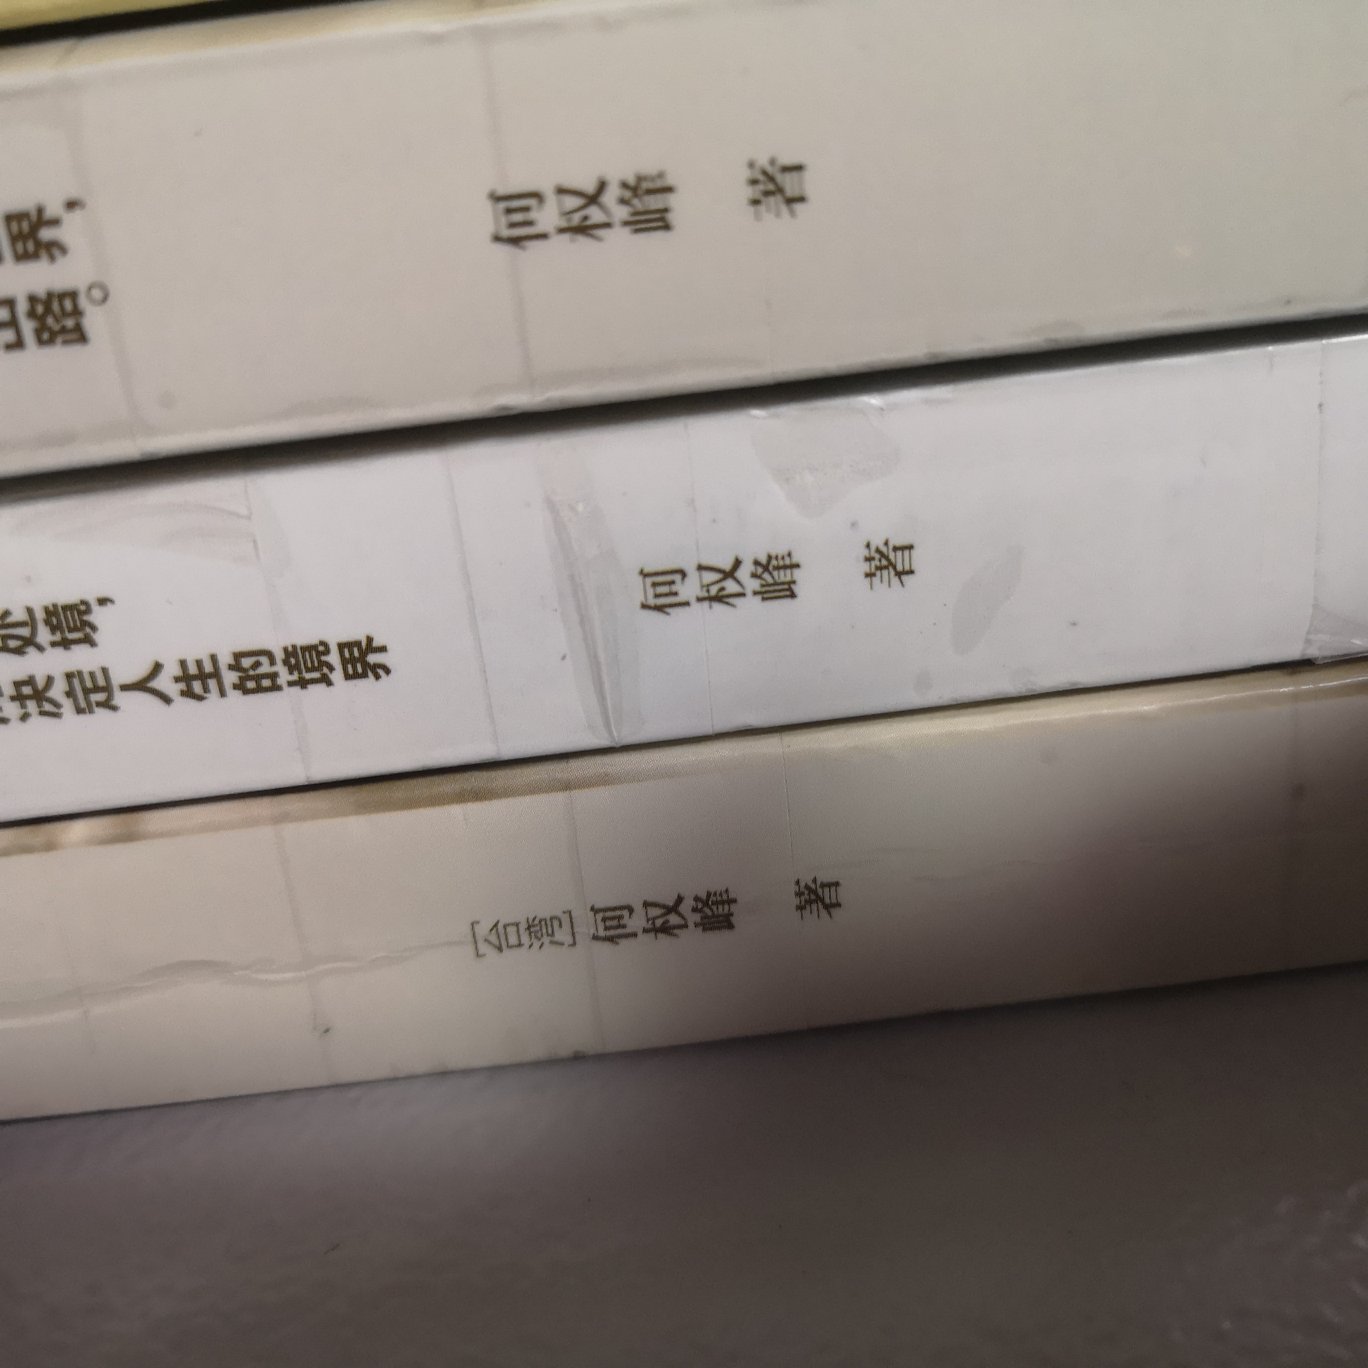 界，
出路。
何权峰 著
处境，
决定人生的境界
何权峰 著
[台湾]何权峰 著